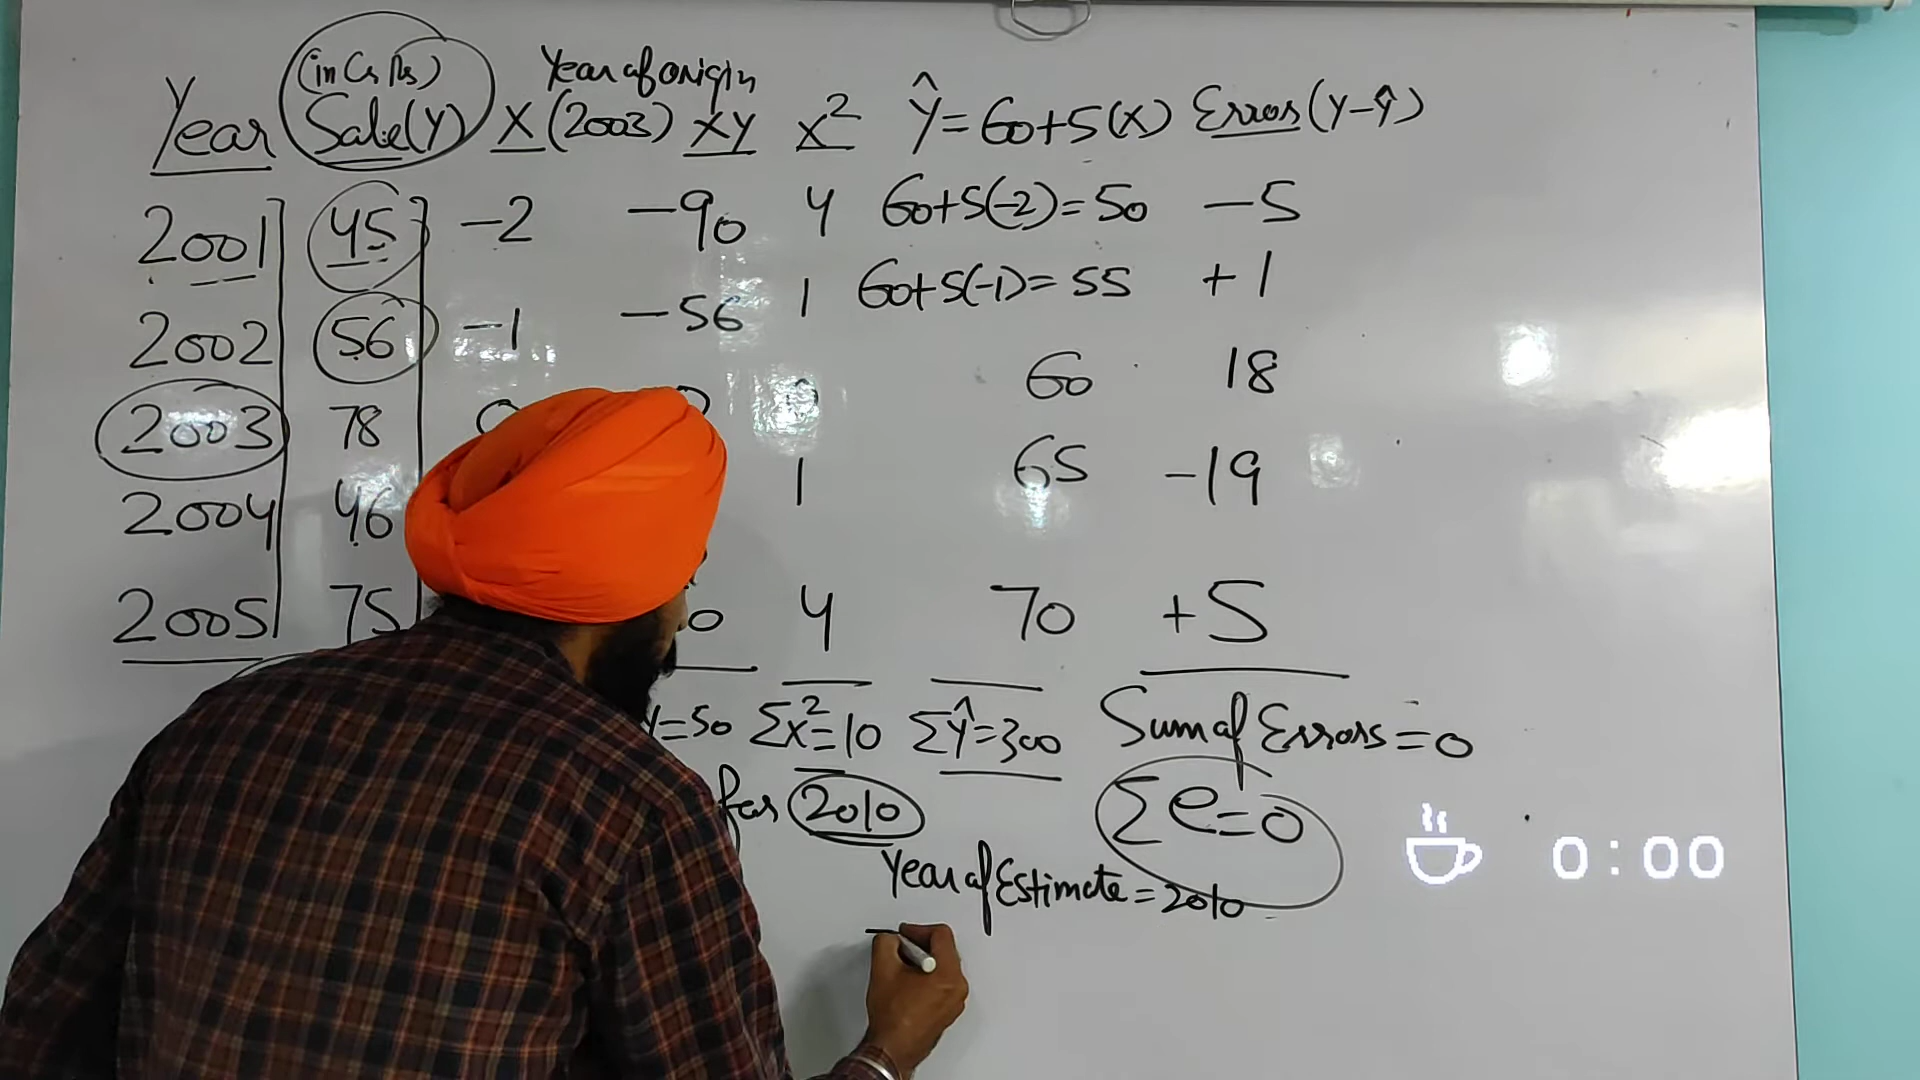 (in Cs Rs) Year of origin
Year Sale(Y) X (2003) XY X² Ŷ=60+5(X) Error (Y-Ŷ)
2001 45 -2 -90 4 60+5(-2)=50 -5
2002 56 -1 -56 1 60+5(-1)=55 +1
2003 78 60 18
2004 46 1 65 -19
2005 75 0 4 70 +5
Y=50 Σx²=10 ΣŶ=300 Sum of Errors=0
for 2010 Σe=0
Year of Estimate=2010
0:00